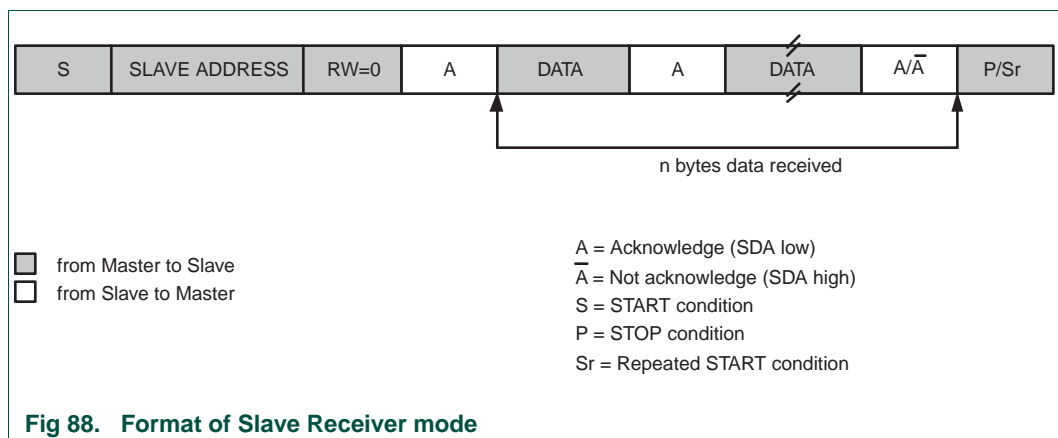 S SLAVE ADDRESS RW=0 A DATA A DATA A/A̅ P/Sr
n bytes data received
from Master to Slave
from Slave to Master
A = Acknowledge (SDA low)
A̅ = Not acknowledge (SDA high)
S = START condition
P = STOP condition
Sr = Repeated START condition
Fig 88. Format of Slave Receiver mode